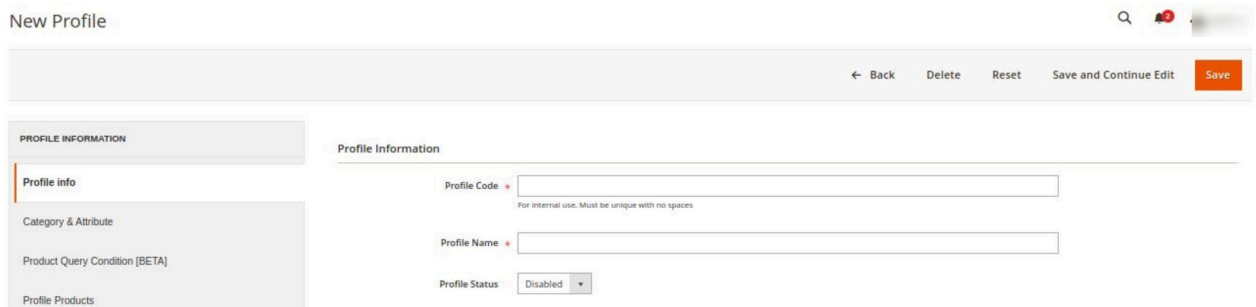 New Profile
2
← Back Delete Reset Save and Continue Edit Save
PROFILE INFORMATION
Profile info
Category & Attribute
Product Query Condition [BETA]
Profile Products
Profile Information
Profile Code *
For internal use. Must be unique with no spaces
Profile Name *
Profile Status Disabled